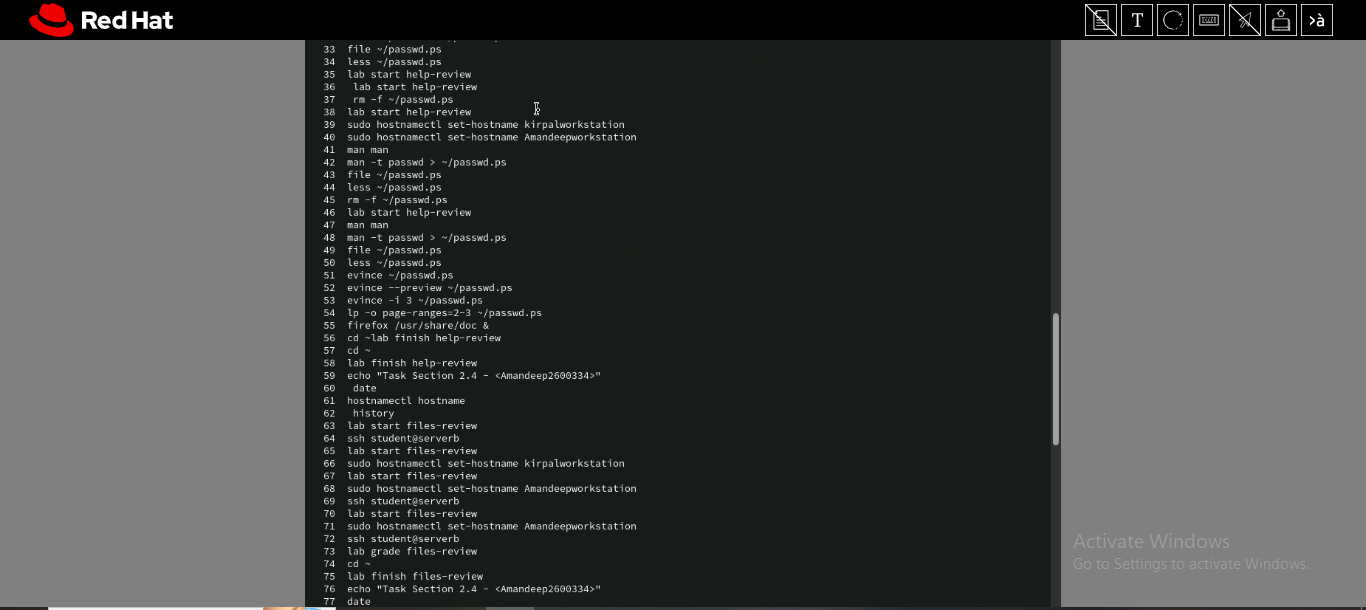 Red Hat
T
>à
33 file ~/passwd.ps
34 less ~/passwd.ps
35 lab start help-review
36 lab start help-review
37 rm -f ~/passwd.ps
38 lab start help-review
39 sudo hostnamectl set-hostname kirpalworkstation
40 sudo hostnamectl set-hostname Amandeepworkstation
41 man man
42 man -t passwd > ~/passwd.ps
43 file ~/passwd.ps
44 less ~/passwd.ps
45 rm -f ~/passwd.ps
46 lab start help-review
47 man man
48 man -t passwd > ~/passwd.ps
49 file ~/passwd.ps
50 less ~/passwd.ps
51 evince ~/passwd.ps
52 evince --preview ~/passwd.ps
53 evince -i 3 ~/passwd.ps
54 lp -o page-ranges=2-3 ~/passwd.ps
55 firefox /usr/share/doc &
56 cd ~lab finish help-review
57 cd ~
58 lab finish help-review
59 echo "Task Section 2.4 - <Amandeep2600334>"
60 date
61 hostnamectl hostname
62 history
63 lab start files-review
64 ssh student@serverb
65 lab start files-review
66 sudo hostnamectl set-hostname kirpalworkstation
67 lab start files-review
68 sudo hostnamectl set-hostname Amandeepworkstation
69 ssh student@serverb
70 lab start files-review
71 sudo hostnamectl set-hostname Amandeepworkstation
72 ssh student@serverb
73 lab grade files-review
74 cd ~
75 lab finish files-review
76 echo "Task Section 2.4 - <Amandeep2600334>"
77 date
Activate Windows
Go to Settings to activate Windows.